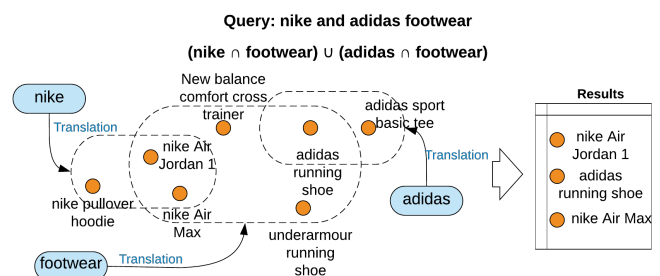 Query: nike and adidas footwear
(nike ∩ footwear) ∪ (adidas ∩ footwear)
nike
Translation
New balance
comfort cross
trainer
adidas sport
basic tee
nike Air
Jordan 1
adidas
running
shoe
Translation
nike pullover
hoodie
nike Air
Max
adidas
underarmour
running
shoe
footwear
Translation
Results
nike Air
Jordan 1
adidas
running shoe
nike Air Max